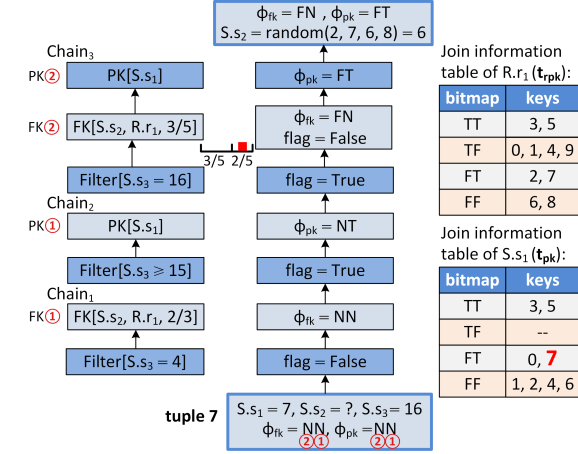 Chain₃
PK② PK[S.s₁]
FK② FK[S.s₂, R.r₁, 3/5]
Filter[S.s₃ = 16]
Chain₂
PK① PK[S.s₁]
Filter[S.s₃ ⩾ 15]
Chain₁
FK① FK[S.s₂, R.r₁, 2/3]
Filter[S.s₃ = 4]
ϕfk = FN , ϕpk = FT
S.s₂ = random(2, 7, 6, 8) = 6
ϕpk = FT
ϕfk = FN
flag = False
3/5 2/5
flag = True
ϕpk = NT
flag = True
ϕfk = NN
flag = False
tuple 7
S.s₁ = 7, S.s₂ = ?, S.s₃= 16
ϕfk = NN, ϕpk =NN
②① ②①
Join information
table of R.r₁ (trpk):
bitmap keys
TT 3, 5
TF 0, 1, 4, 9
FT 2, 7
FF 6, 8
Join information
table of S.s₁ (tpk):
bitmap keys
TT 3, 5
TF --
FT 0, 7
FF 1, 2, 4, 6